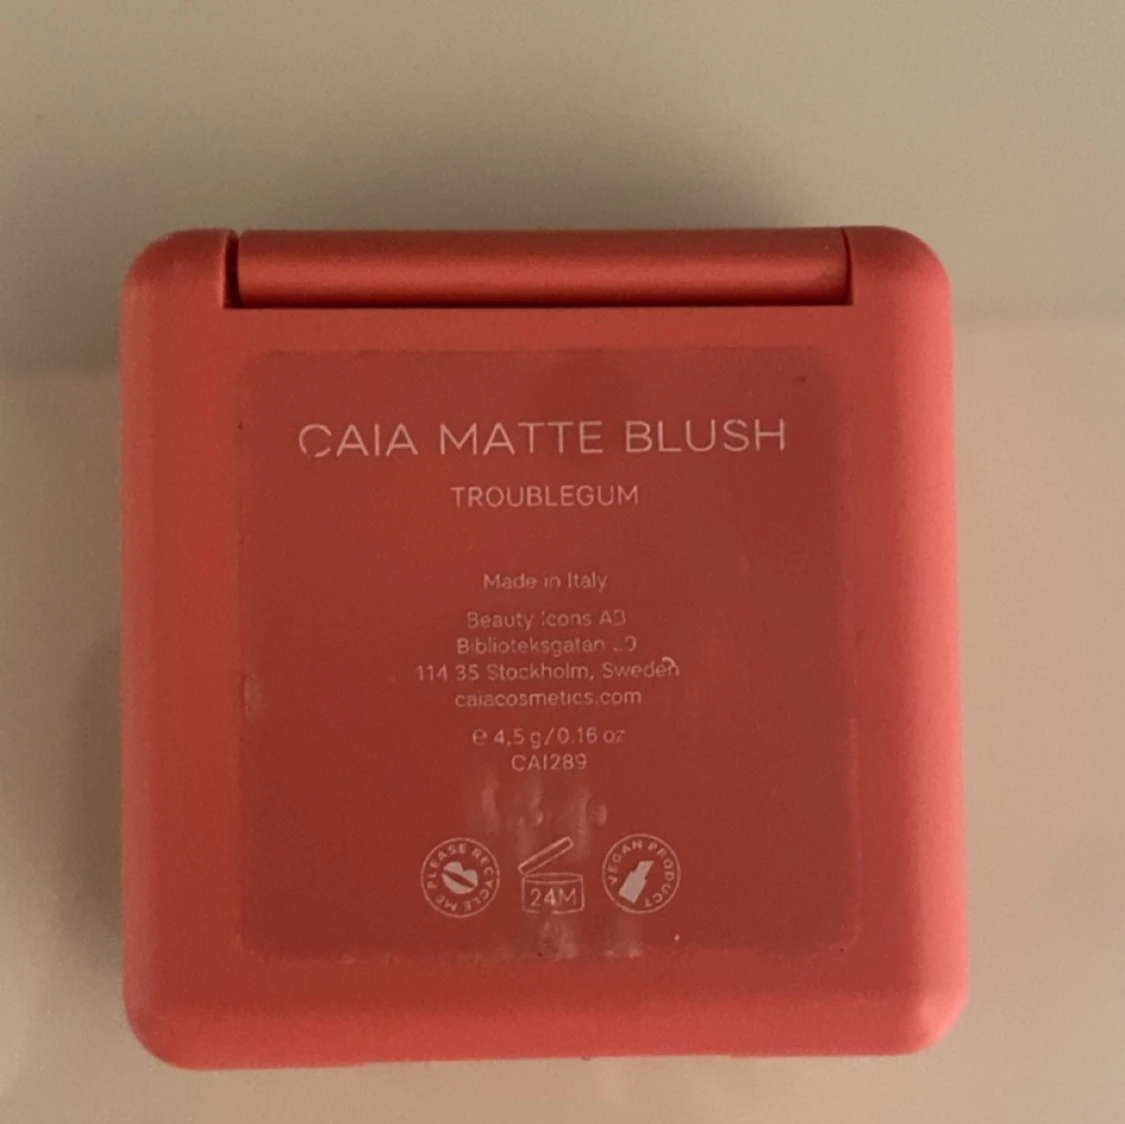 CAIA MATTE BLUSH
TROUBLEGUM
Made in Italy
Beauty Icons AB
Biblioteksgatan
114 35 Stockholm, Sweden
caiacosmetics.com
e 4,5 g/0.16 oz
CAI289
PLEASE RECYCLE ME
24M
VEGAN PRODUCT